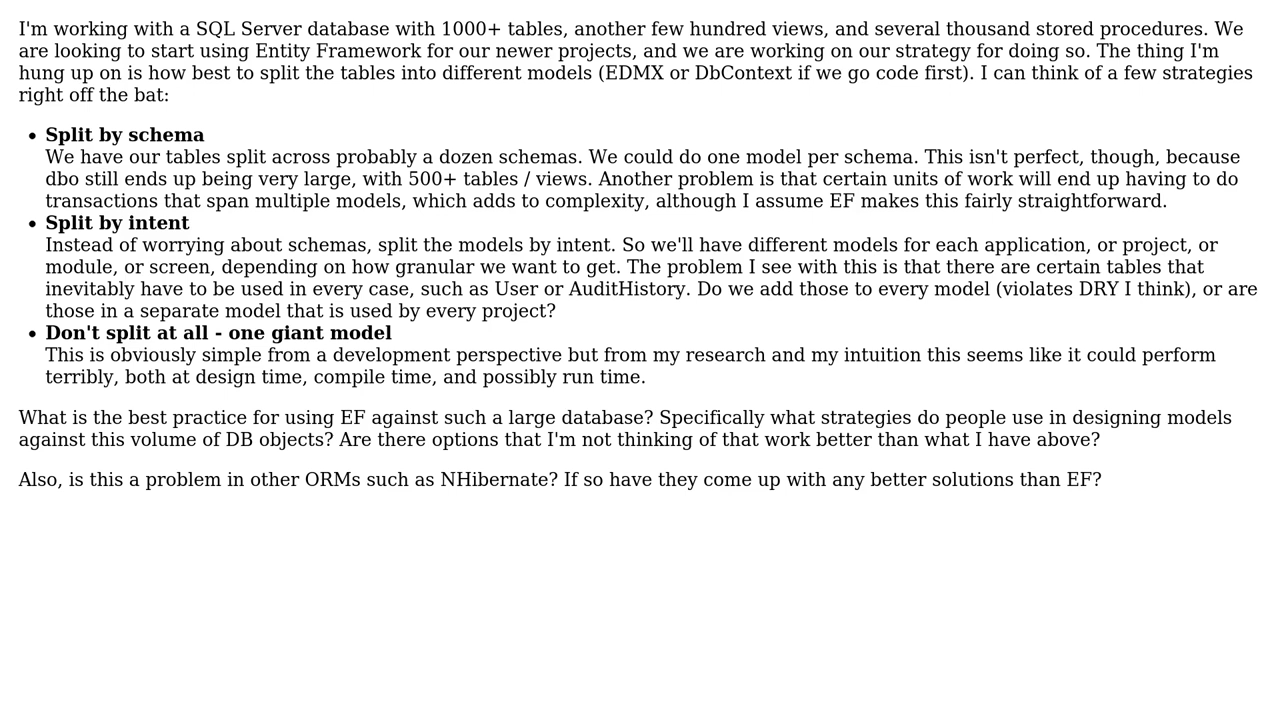 I'm working with a SQL Server database with 1000+ tables, another few hundred views, and several thousand stored procedures. We
are looking to start using Entity Framework for our newer projects, and we are working on our strategy for doing so. The thing I'm
hung up on is how best to split the tables into different models (EDMX or DbContext if we go code first). I can think of a few strategies
right off the bat:
• Split by schema
We have our tables split across probably a dozen schemas. We could do one model per schema. This isn't perfect, though, because
dbo still ends up being very large, with 500+ tables / views. Another problem is that certain units of work will end up having to do
transactions that span multiple models, which adds to complexity, although I assume EF makes this fairly straightforward.
• Split by intent
Instead of worrying about schemas, split the models by intent. So we'll have different models for each application, or project, or
module, or screen, depending on how granular we want to get. The problem I see with this is that there are certain tables that
inevitably have to be used in every case, such as User or AuditHistory. Do we add those to every model (violates DRY I think), or are
those in a separate model that is used by every project?
• Don't split at all - one giant model
This is obviously simple from a development perspective but from my research and my intuition this seems like it could perform
terribly, both at design time, compile time, and possibly run time.
What is the best practice for using EF against such a large database? Specifically what strategies do people use in designing models
against this volume of DB objects? Are there options that I'm not thinking of that work better than what I have above?
Also, is this a problem in other ORMs such as NHibernate? If so have they come up with any better solutions than EF?